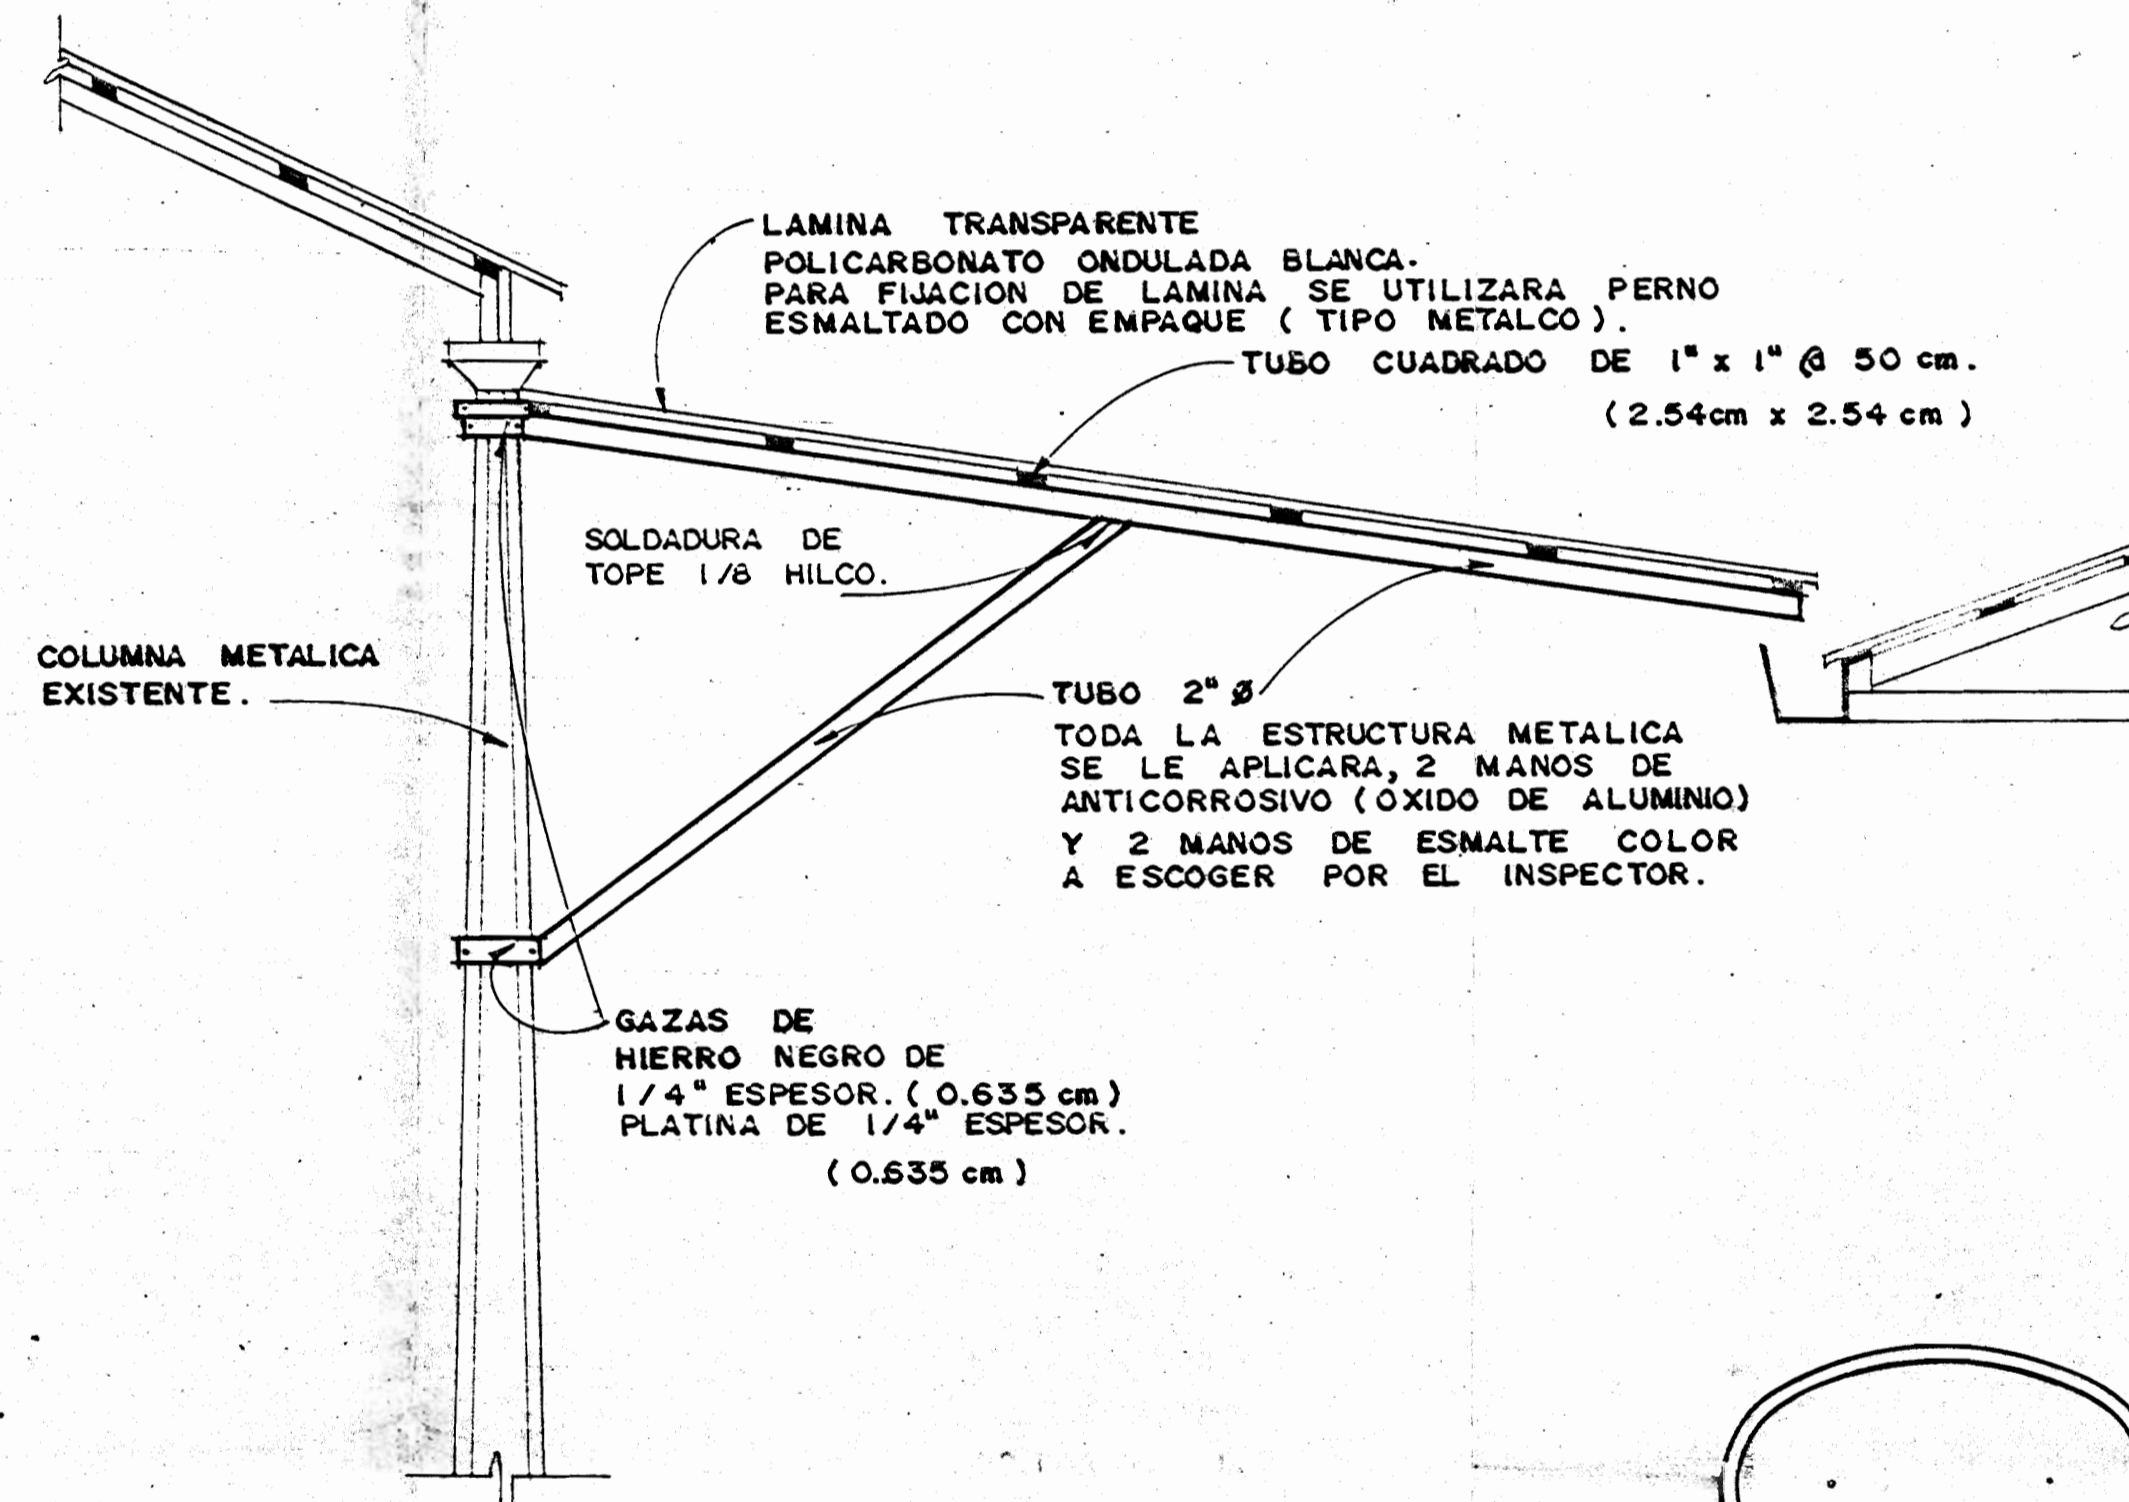 LAMINA TRANSPARENTE
POLICARBONATO ONDULADA BLANCA.
PARA FIJACION DE LAMINA SE UTILIZARA PERNO
ESMALTADO CON EMPAQUE ( TIPO METALCO ).
TUBO CUADRADO DE 1" x 1" @ 50 cm.
( 2.54cm x 2.54 cm )
SOLDADURA DE
TOPE 1/8 HILCO.
COLUMNA METALICA
EXISTENTE.
TUBO 2" Ø
TODA LA ESTRUCTURA METALICA
SE LE APLICARA, 2 MANOS DE
ANTICORROSIVO ( OXIDO DE ALUMINIO)
Y 2 MANOS DE ESMALTE COLOR
A ESCOGER POR EL INSPECTOR.
GAZAS DE
HIERRO NEGRO DE
1/4" ESPESOR. ( 0.635 cm )
PLATINA DE 1/4" ESPESOR.
( 0.635 cm )